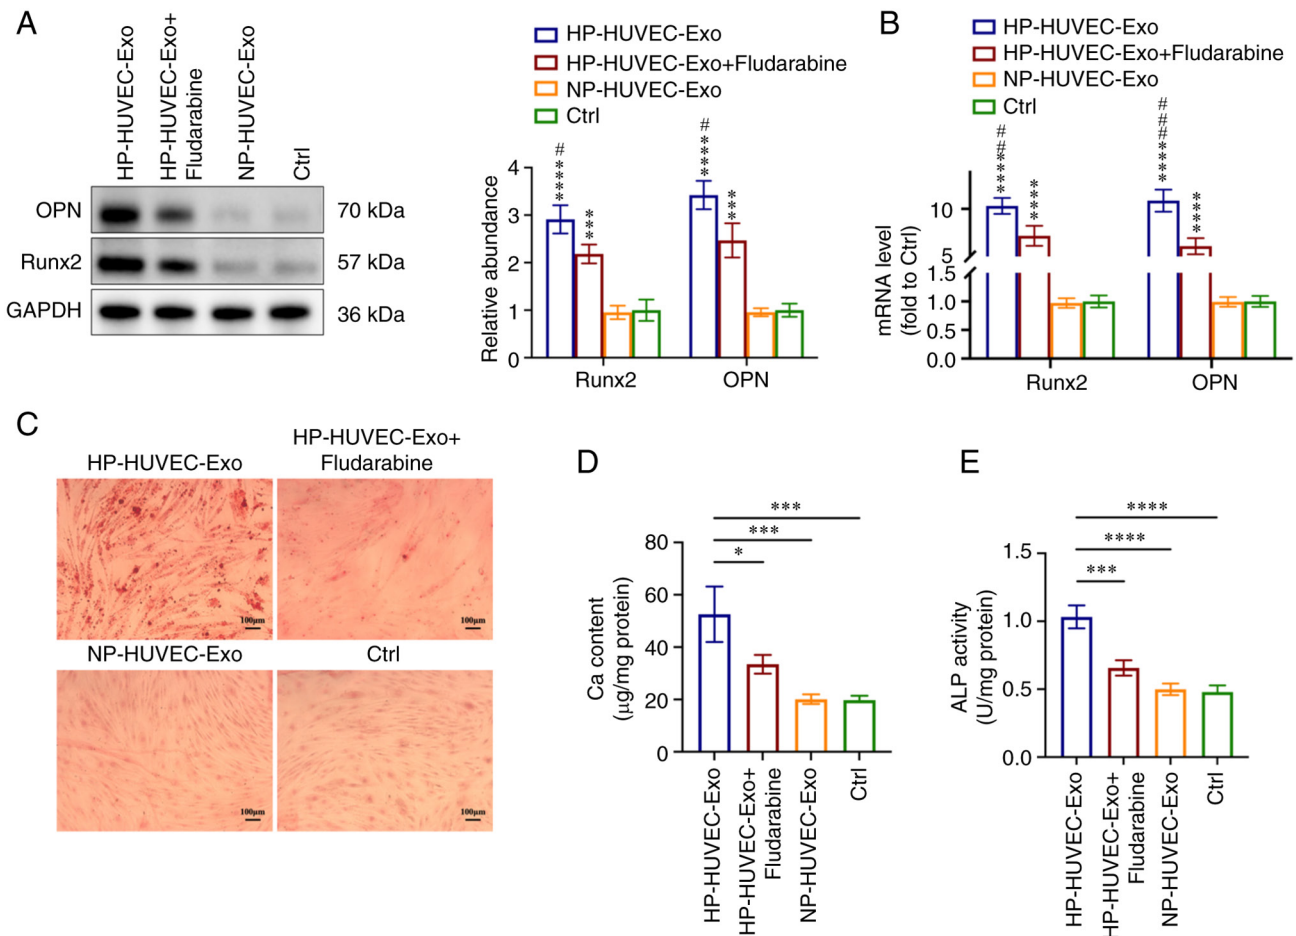 A
HP-HUVEC-Exo
HP-HUVEC-Exo+
Fludarabine
NP-HUVEC-Exo
Ctrl
OPN
70 kDa
Runx2
57 kDa
GAPDH
36 kDa
HP-HUVEC-Exo
HP-HUVEC-Exo+Fludarabine
NP-HUVEC-Exo
Ctrl
Relative abundance
4
3
2
1
0
#
****
***
#
****
***
Runx2
OPN
B
HP-HUVEC-Exo
HP-HUVEC-Exo+Fludarabine
NP-HUVEC-Exo
Ctrl
mRNA level
(fold to Ctrl)
10
5
1.5
1.0
0.5
0.0
##
****
****
###
****
****
Runx2
OPN
C
HP-HUVEC-Exo
HP-HUVEC-Exo+
Fludarabine
100μm
100μm
NP-HUVEC-Exo
Ctrl
100μm
100μm
D
Ca content
(μg/mg protein)
80
60
40
20
0
***
***
*
HP-HUVEC-Exo
HP-HUVEC-Exo+
Fludarabine
NP-HUVEC-Exo
Ctrl
E
ALP activity
(U/mg protein)
1.5
1.0
0.5
0.0
****
****
***
HP-HUVEC-Exo
HP-HUVEC-Exo+
Fludarabine
NP-HUVEC-Exo
Ctrl